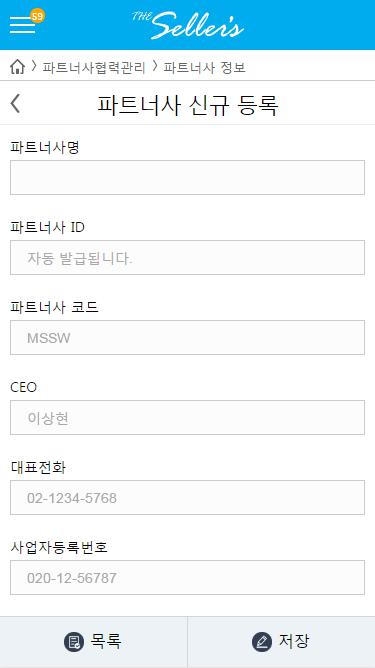 59
THE Seller's
파트너사협력관리 파트너사 정보
파트너사 신규 등록
파트너사명
파트너사 ID
자동 발급됩니다.
파트너사 코드
MSSW
CEO
이상현
대표전화
02-1234-5768
사업자등록번호
020-12-56787
목록 저장